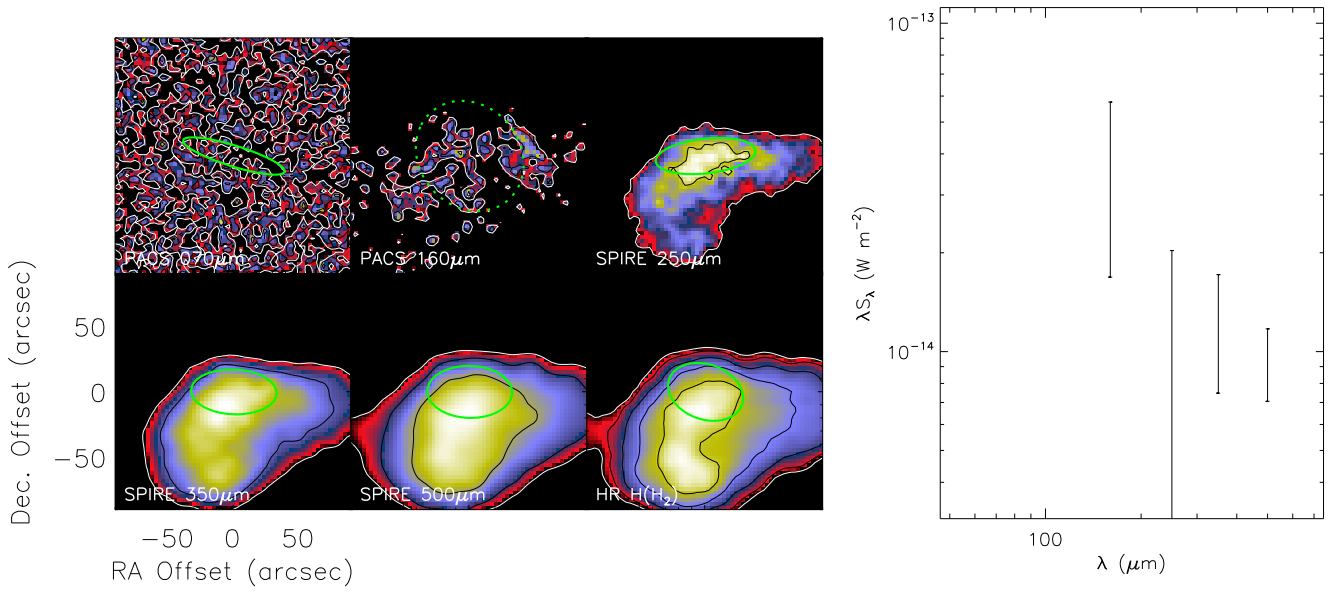 PACS 070μm
PACS 160μm
SPIRE 250μm
SPIRE 350μm
SPIRE 500μm
HR H(H₂)
Dec. Offset (arcsec)
50
0
−50
−50 0 50
RA Offset (arcsec)
10⁻¹³
10⁻¹⁴
λS_λ (W m⁻²)
100
λ (μm)